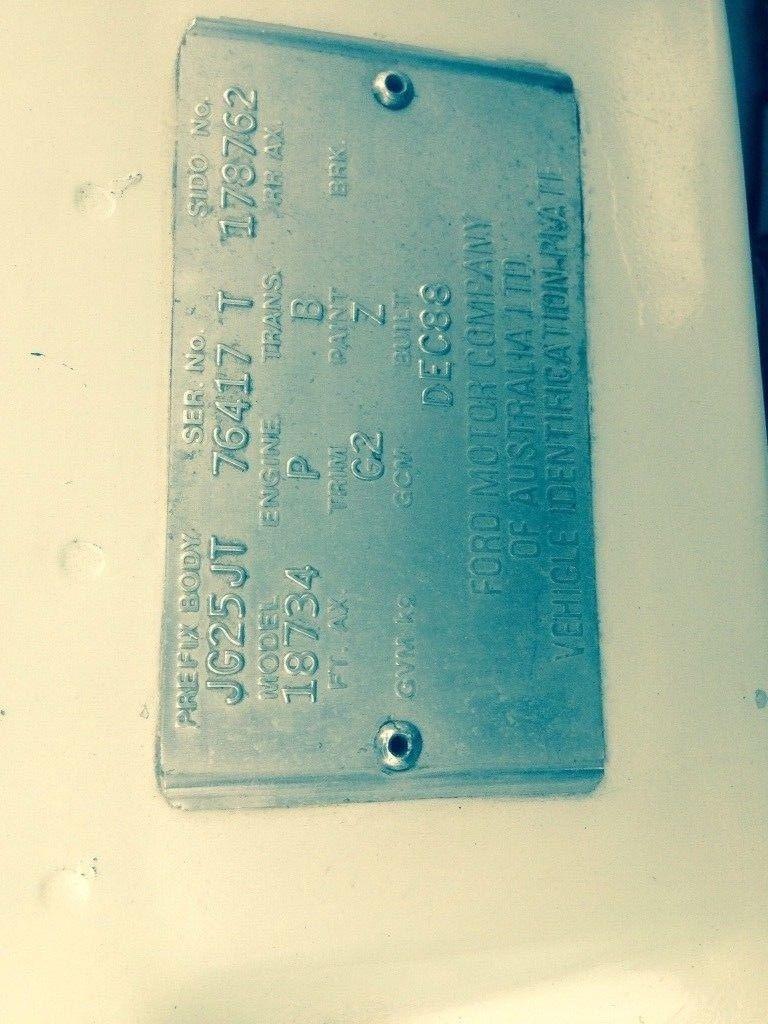 PREFIX BODY SER. No. SIDO No.
JG25JT 76417 T 178762
MODEL ENGINE TRANS. RR AX.
18734 P B
FT. AX. TRIM PAINT BRK.
G2 Z
GVM kg GCM BUILT
DEC88
FORD MOTOR COMPANY
OF AUSTRALIA LTD.
VEHICLE IDENTIFICATION PLATE